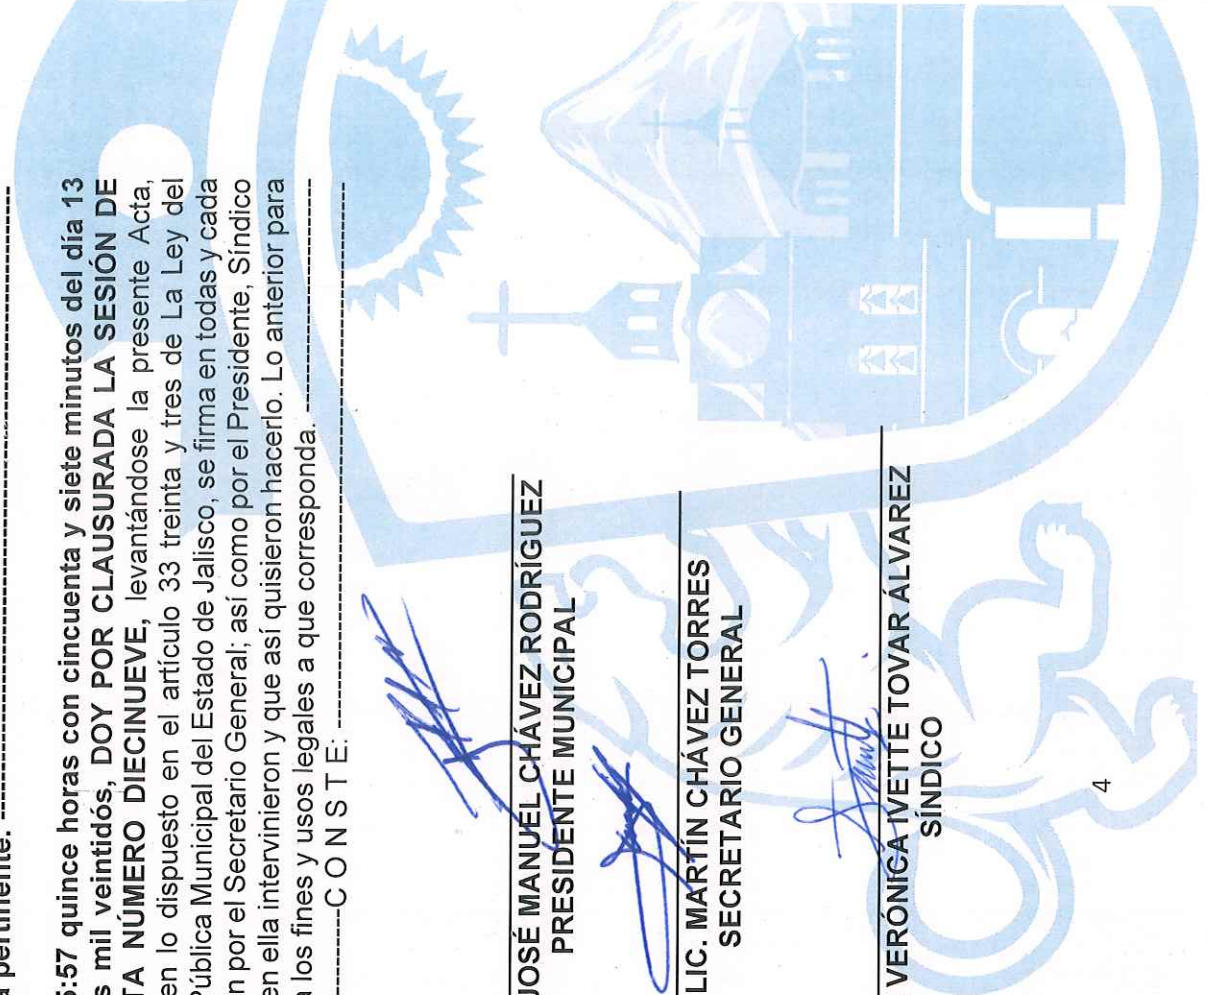 pertinente. ----------------------------------------
5:57 quince horas con cincuenta y siete minutos del día 13
s mil veintidós, DOY POR CLAUSURADA LA SESIÓN DE
TA NÚMERO DIECINUEVE, levantándose la presente Acta,
en lo dispuesto en el artículo 33 treinta y tres de La Ley del
Pública Municipal del Estado de Jalisco, se firma en todas y cada
n por el Secretario General; así como por el Presidente, Síndico
en ella intervinieron y que así quisieron hacerlo. Lo anterior para
a los fines y usos legales a que corresponda.--------------------
------------C O N S T E:----------------------------------------
JOSÉ MANUEL CHÁVEZ RODRÍGUEZ
PRESIDENTE MUNICIPAL
LIC. MARTÍN CHÁVEZ TORRES
SECRETARIO GENERAL
VERÓNICA IVETTE TOVAR ÁLVAREZ
SÍNDICO
4